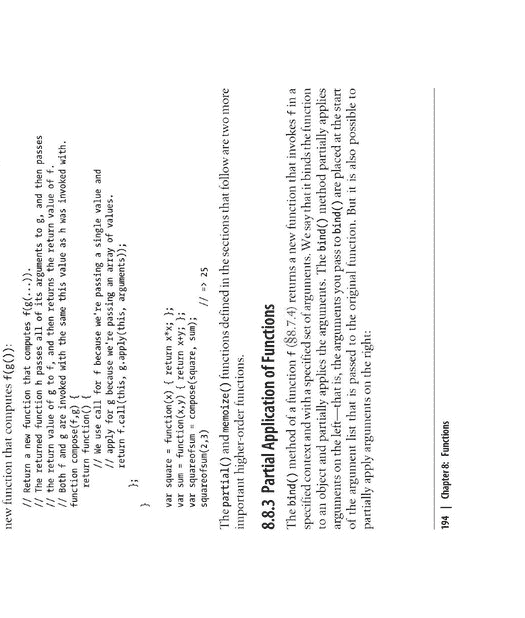 new function that computes f(g()):
// Return a new function that computes f(g(...)).
// The returned function h passes all of its arguments to g, and then passes
// the return value of g to f, and then returns the return value of f.
// Both f and g are invoked with the same this value as h was invoked with.
function compose(f,g) {
return function() {
// We use call for f because we're passing a single value and
// apply for g because we're passing an array of values.
return f.call(this, g.apply(this, arguments));
};
}
var square = function(x) { return x*x; };
var sum = function(x,y) { return x+y; };
var squareofsum = compose(square, sum);
squareofsum(2,3) // => 25
The partial() and memoize() functions defined in the sections that follow are two more
important higher-order functions.
8.8.3 Partial Application of Functions
The bind() method of a function f (§8.7.4) returns a new function that invokes f in a
specified context and with a specified set of arguments. We say that it binds the function
to an object and partially applies the arguments. The bind() method partially applies
arguments on the left—that is, the arguments you pass to bind() are placed at the start
of the argument list that is passed to the original function. But it is also possible to
partially apply arguments on the right:
194 | Chapter 8: Functions